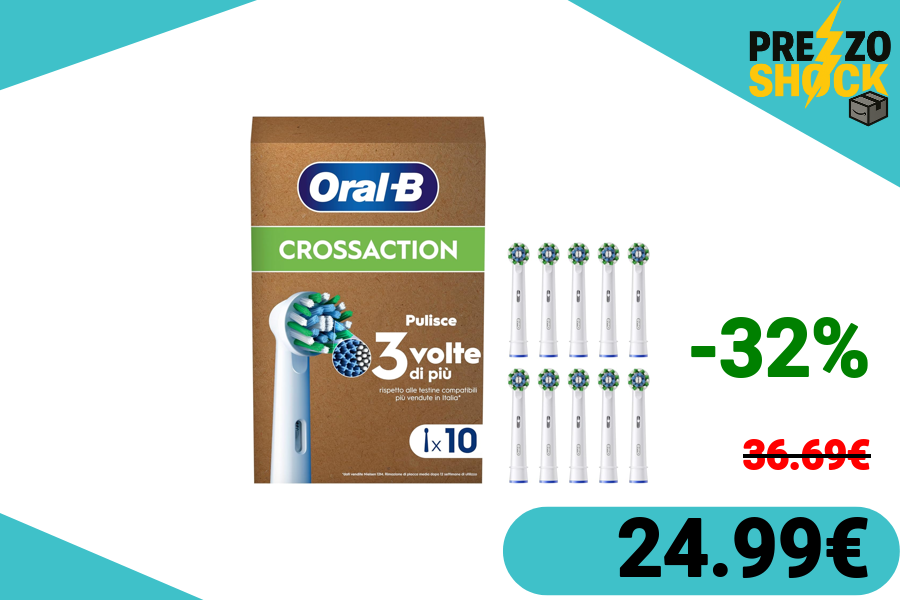 PREZZO
SHOCK
Oral-B
CROSSACTION
Pulisce
3 volte
di più
rispetto alle testine compatibili
più vendute in Italia*
x 10
-32%
36.69€
24.99€